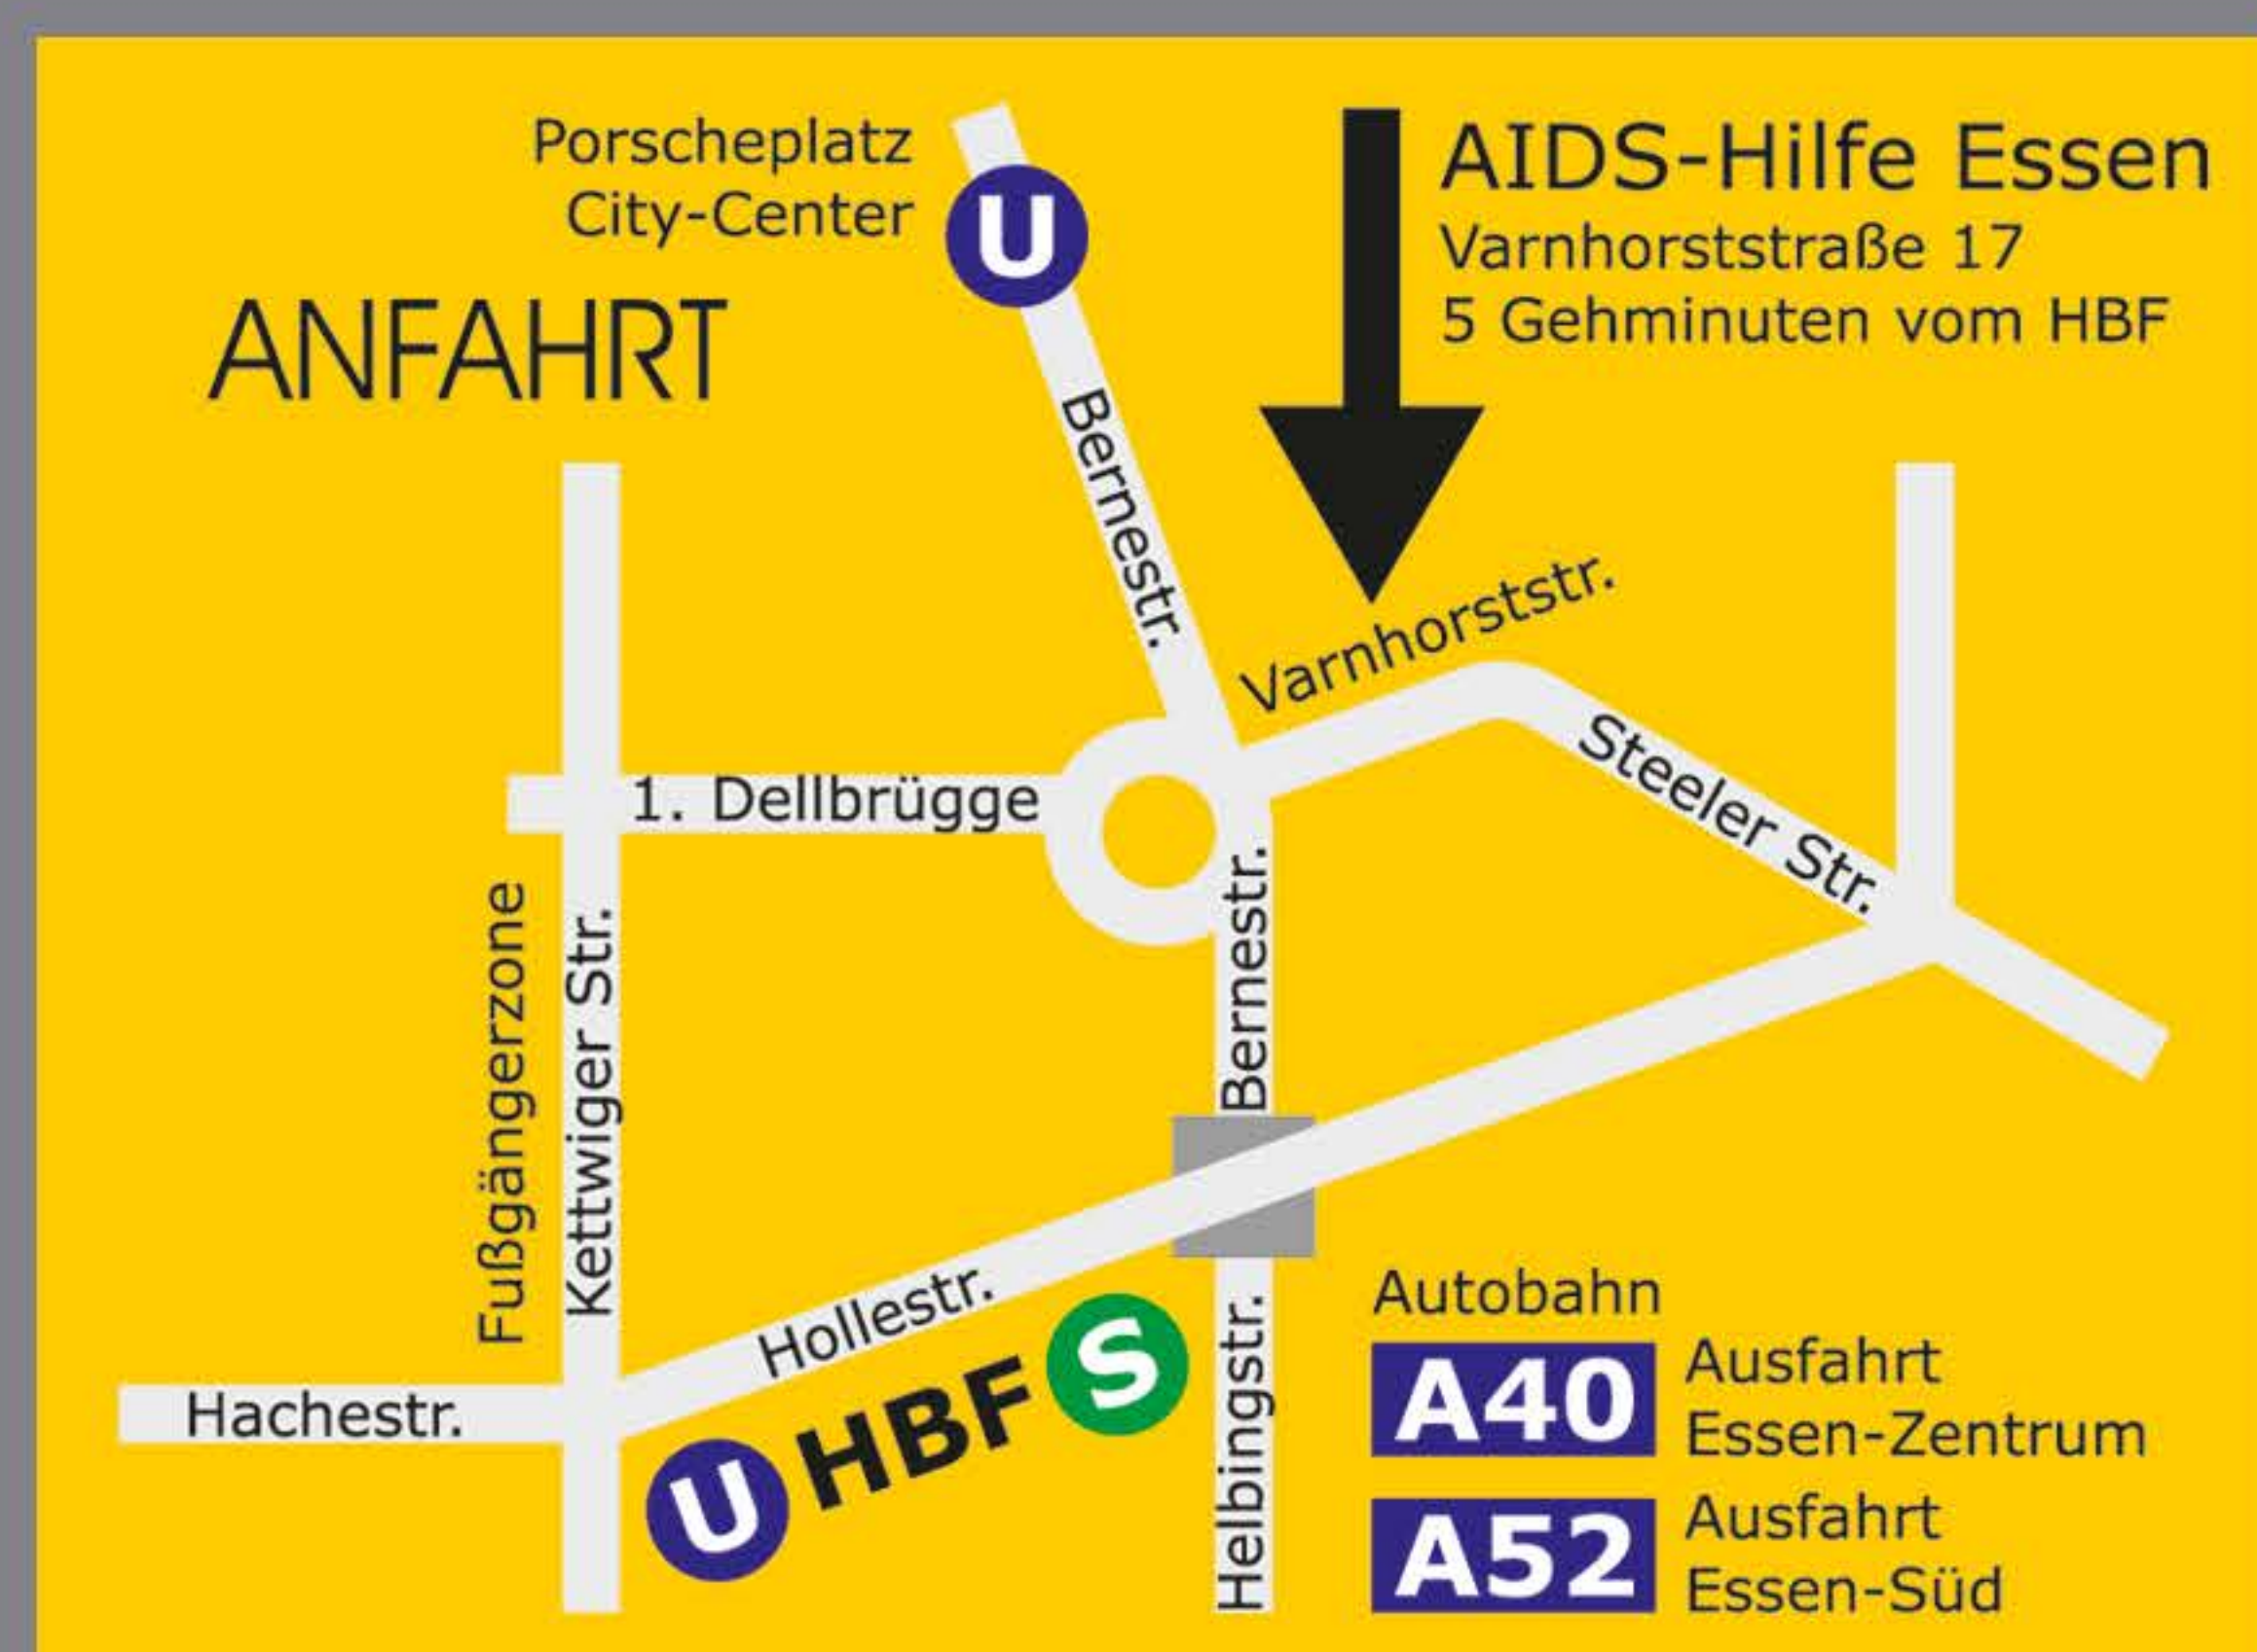 Porscheplatz
City-Center
U
AIDS-Hilfe Essen
Varnhorststraße 17
5 Gehminuten vom HBF
ANFAHRT
Bernestr.
Varnhorststr.
Steeler Str.
1. Dellbrügge
Bernestr.
Fußgängerzone
Kettwiger Str.
Hollestr.
Hachestr.
U HBF S
Helbingstr.
Autobahn
A40 Ausfahrt
Essen-Zentrum
A52 Ausfahrt
Essen-Süd